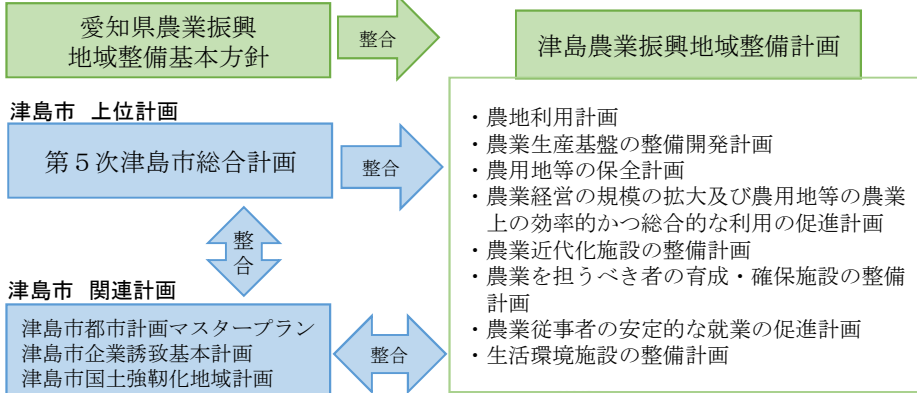 愛知県農業振興
地域整備基本方針
整合
津島農業振興地域整備計画
津島市 上位計画
第5次津島市総合計画
整合
整
合
津島市 関連計画
津島市都市計画マスタープラン
津島市企業誘致基本計画
津島市国土強靭化地域計画
整合
・農地利用計画
・農業生産基盤の整備開発計画
・農用地等の保全計画
・農業経営の規模の拡大及び農用地等の農業
上の効率的かつ総合的な利用の促進計画
・農業近代化施設の整備計画
・農業を担うべき者の育成・確保施設の整備
計画
・農業従事者の安定的な就業の促進計画
・生活環境施設の整備計画